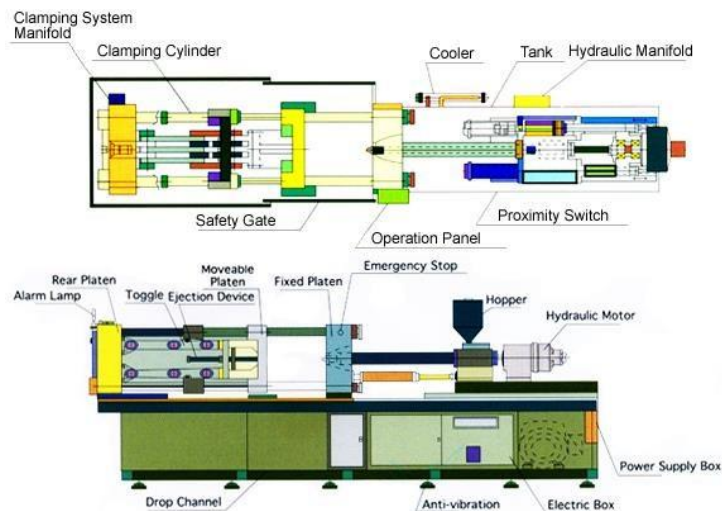 Clamping System
Manifold
Clamping Cylinder
Cooler
Tank
Hydraulic Manifold
Safety Gate
Proximity Switch
Operation Panel
Moveable
Platen
Emergency Stop
Rear Platen
Fixed Platen
Alarm Lamp
Toggle
Ejection Device
Hopper
Hydraulic Motor
Power Supply Box
Drop Channel
Anti-vibration
Electric Box